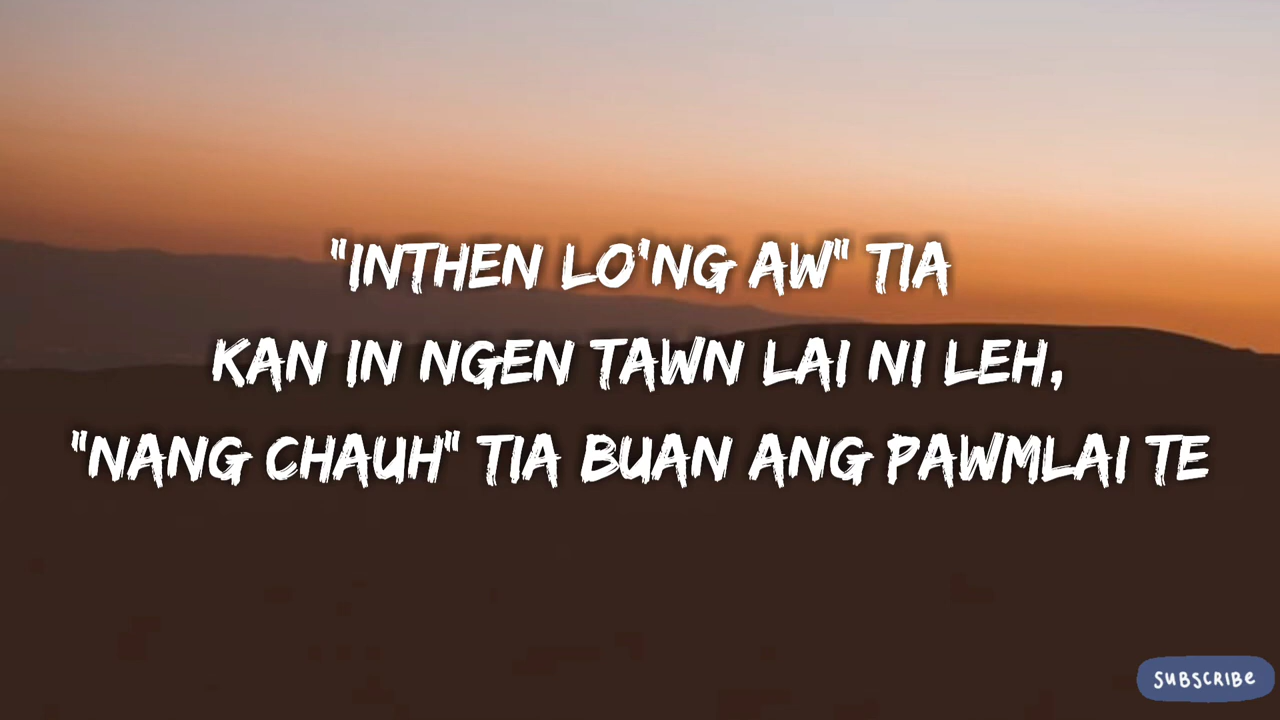 "INTHEN LO'NG AW" TIA
KAN IN NGEN TAWN LAI NI LEH,
"NANG CHAUH" TIA BUAN ANG PAWMLAI TE
SUBSCRIBE